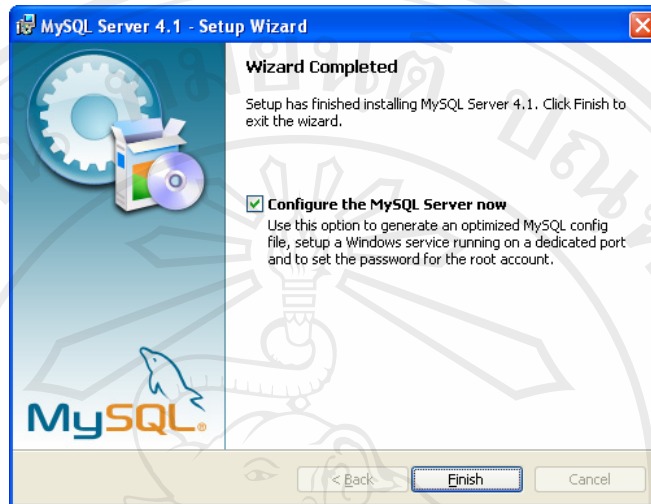 MySQL Server 4.1 - Setup Wizard
Wizard Completed
Setup has finished installing MySQL Server 4.1. Click Finish to
exit the wizard.
Configure the MySQL Server now
Use this option to generate an optimized MySQL config
file, setup a Windows service running on a dedicated port
and to set the password for the root account.
MySQL®
< Back
Finish
Cancel